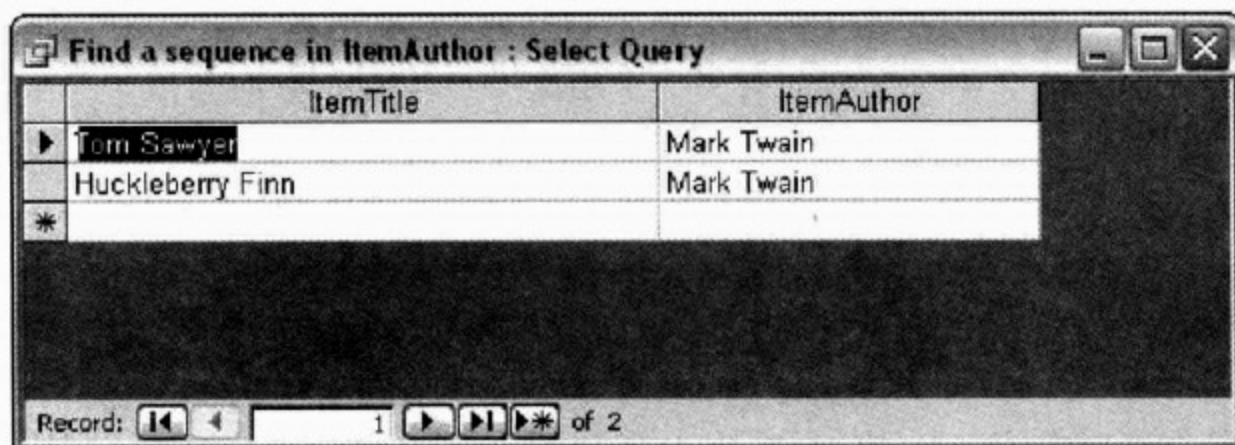 Find a sequence in ItemAuthor : Select Query
ItemTitle ItemAuthor
Tom Sawyer Mark Twain
Huckleberry Finn Mark Twain
Record: 1 of 2